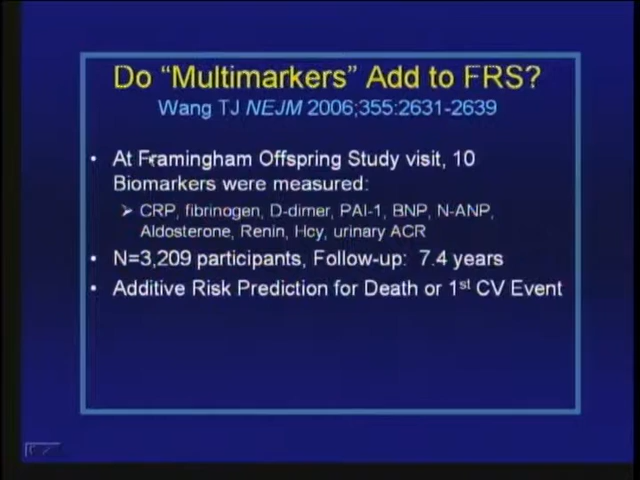 Do “Multimarkers” Add to FRS?
Wang TJ NEJM 2006;355:2631-2639
• At Framingham Offspring Study visit, 10
Biomarkers were measured:
➢ CRP, fibrinogen, D-dimer, PAI-1, BNP, N-ANP,
Aldosterone, Renin, Hcy, urinary ACR
• N=3,209 participants, Follow-up: 7.4 years
• Additive Risk Prediction for Death or 1st CV Event